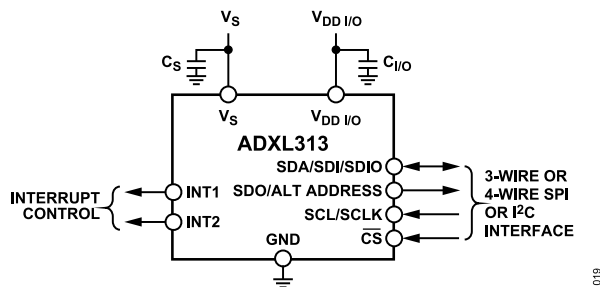 VS
VDD I/O
CS
CI/O
VS
VDD I/O
ADXL313
SDA/SDI/SDIO
SDO/ALT ADDRESS
SCL/SCLK
CS
INT1
INT2
GND
INTERRUPT
CONTROL
3-WIRE OR
4-WIRE SPI
OR I2C
INTERFACE
019